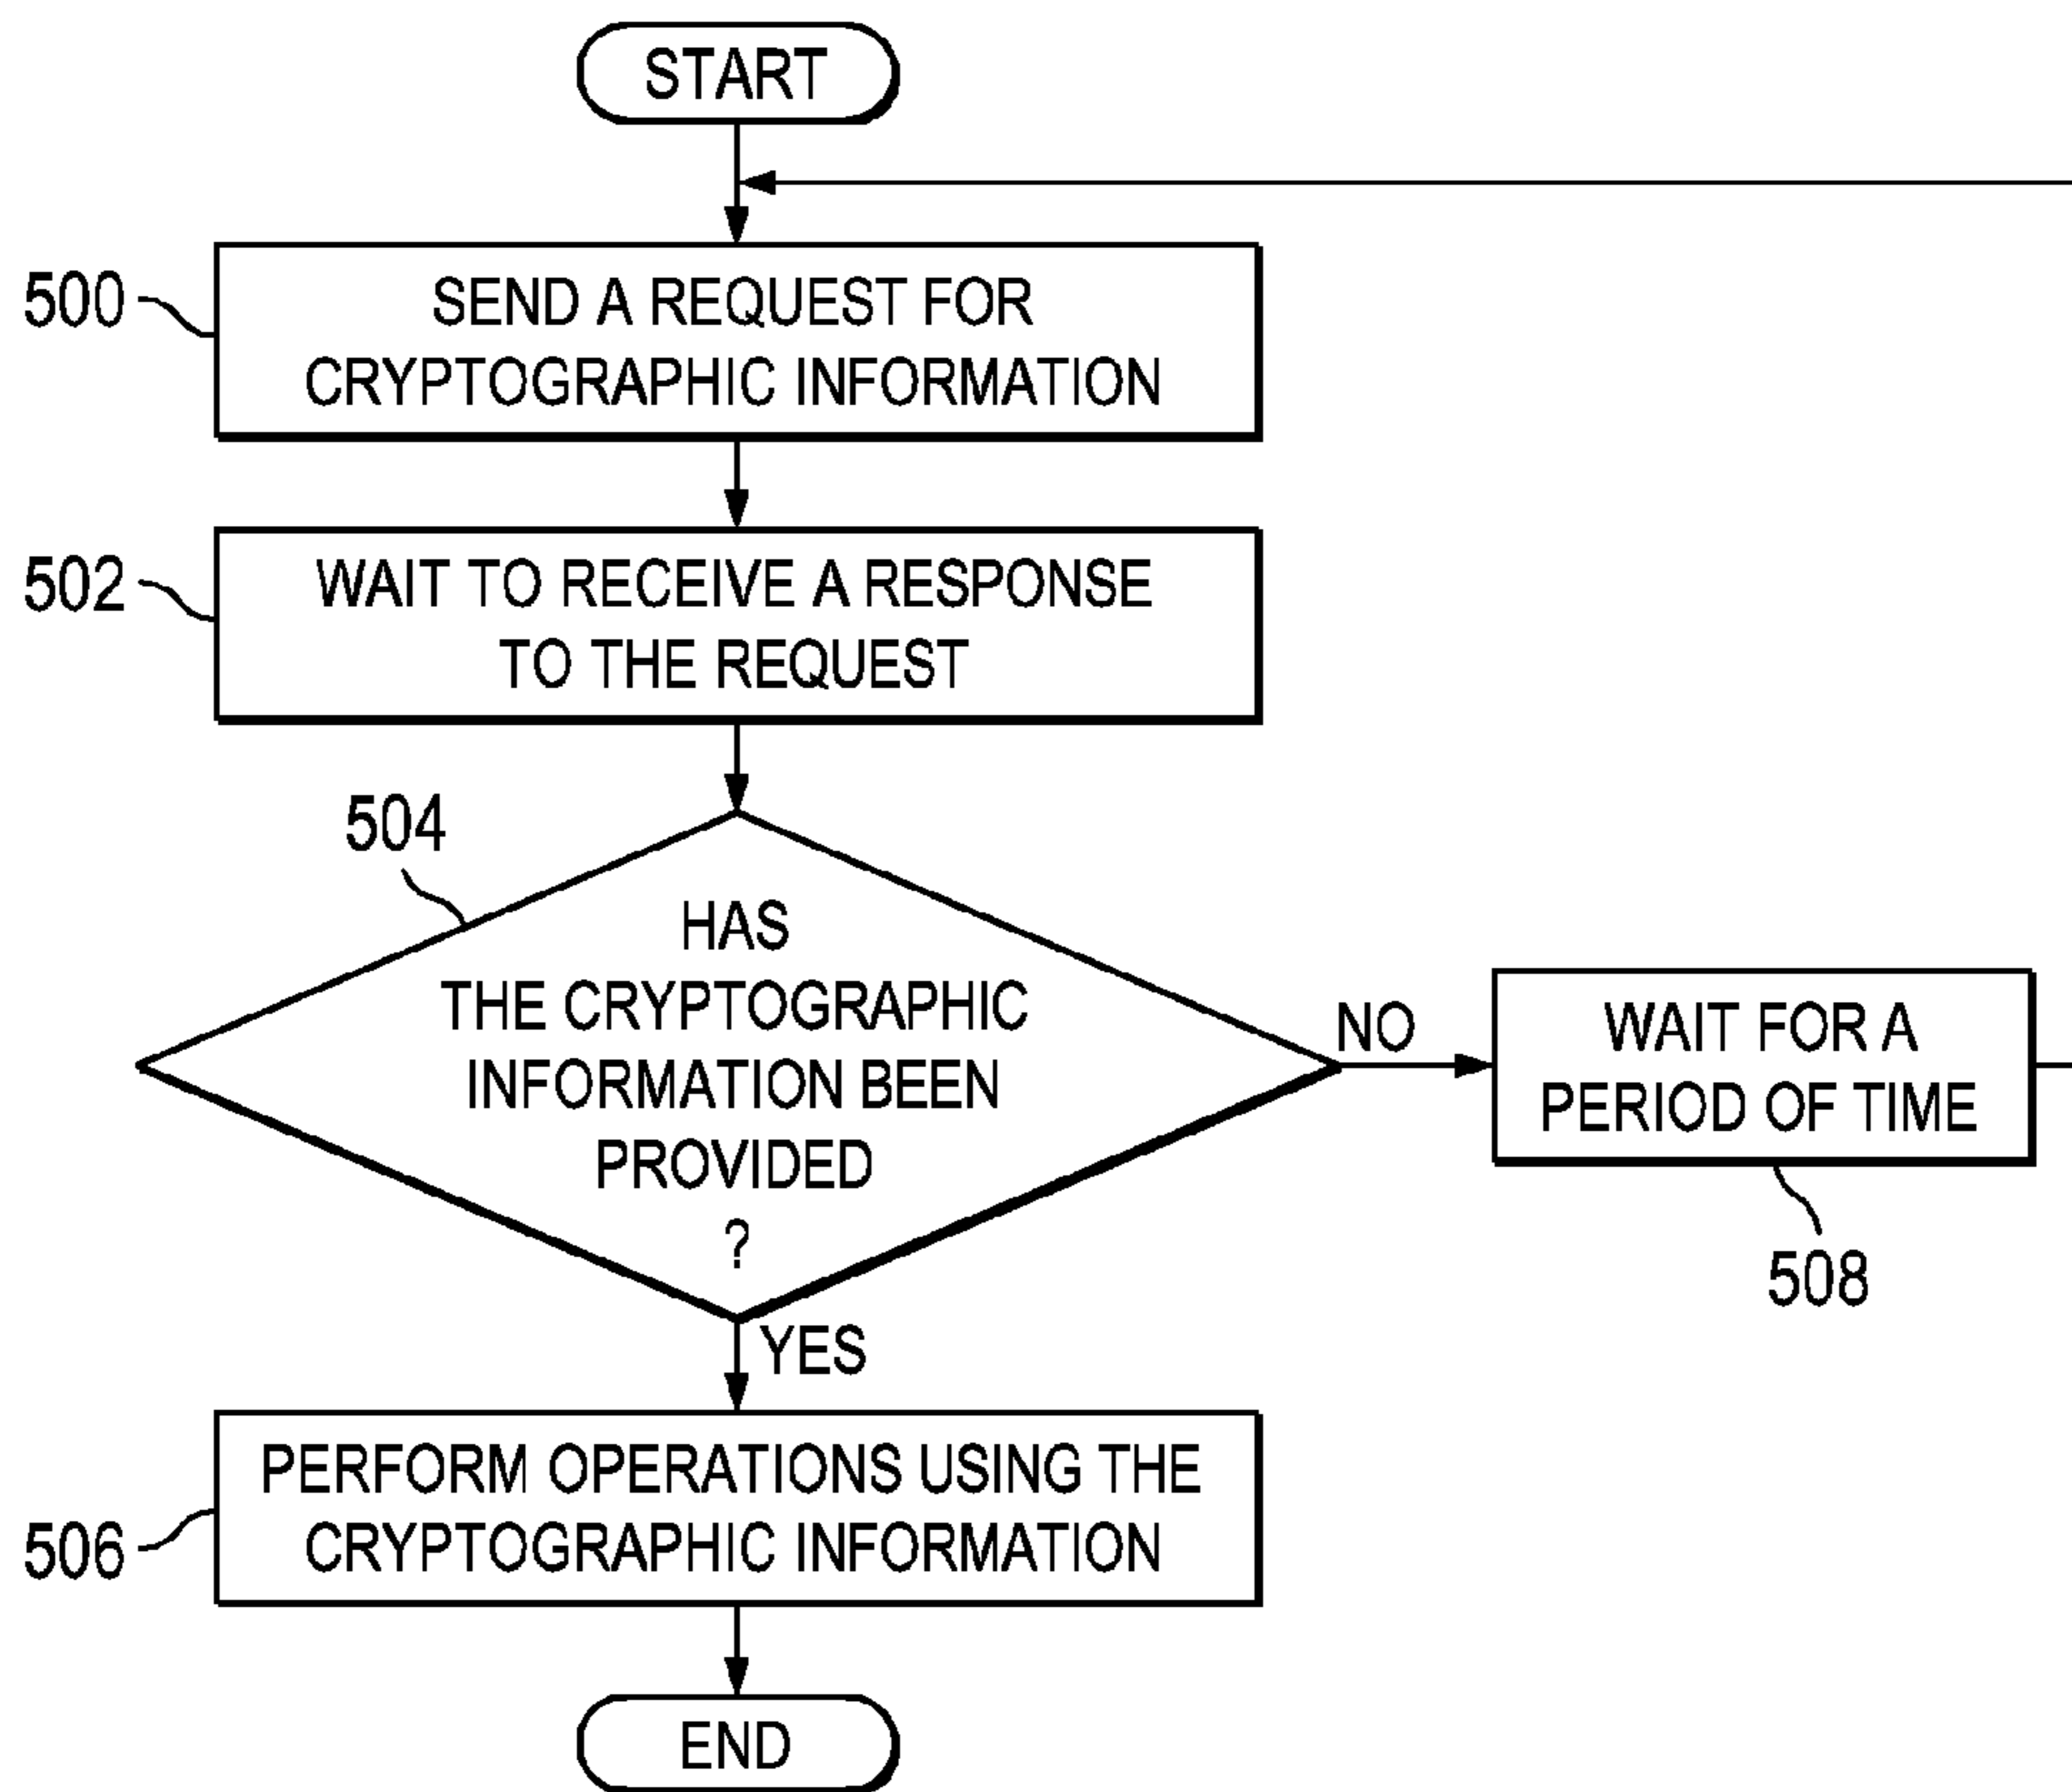 START
500
SEND A REQUEST FOR
CRYPTOGRAPHIC INFORMATION
502
WAIT TO RECEIVE A RESPONSE
TO THE REQUEST
504
HAS
THE CRYPTOGRAPHIC
INFORMATION BEEN
PROVIDED
?
NO
WAIT FOR A
PERIOD OF TIME
508
YES
506
PERFORM OPERATIONS USING THE
CRYPTOGRAPHIC INFORMATION
END